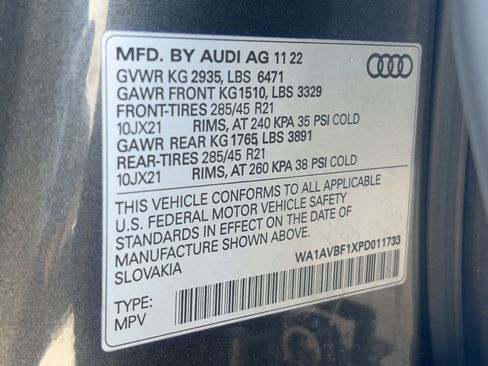 MFD. BY AUDI AG 11 22
GVWR KG 2935, LBS 6471
GAWR FRONT KG1510, LBS 3329
FRONT-TIRES 285/45 R21
10JX21 RIMS, AT 240 KPA 35 PSI COLD
GAWR REAR KG 1765, LBS 3891
REAR-TIRES 285/45 R21
10JX21 RIMS, AT 260 KPA 38 PSI COLD
THIS VEHICLE CONFORMS TO ALL APPLICABLE
U.S. FEDERAL MOTOR VEHICLE SAFETY
STANDARDS IN EFFECT ON THE DATE OF
MANUFACTURE SHOWN ABOVE.
SLOVAKIA
WA1AVBF1XPD011733
TYPE:
MPV